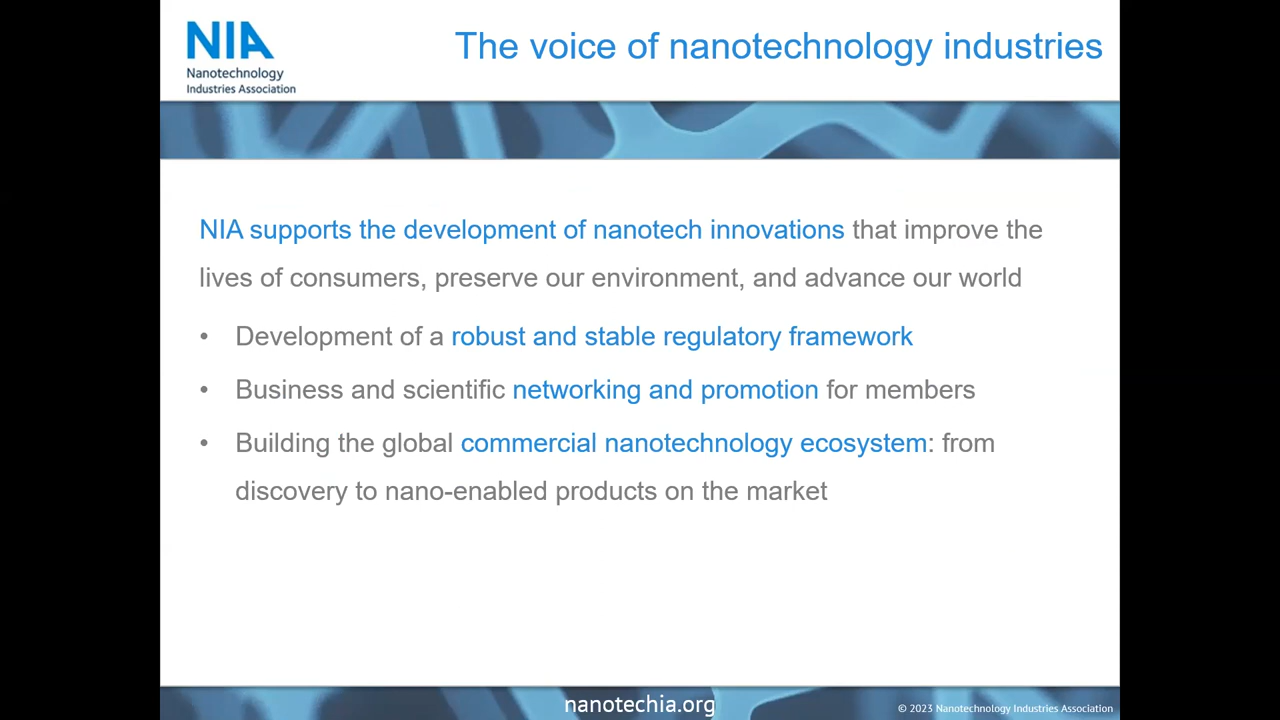 NIA
Nanotechnology
Industries Association
The voice of nanotechnology industries
NIA supports the development of nanotech innovations that improve the
lives of consumers, preserve our environment, and advance our world
• Development of a robust and stable regulatory framework
• Business and scientific networking and promotion for members
• Building the global commercial nanotechnology ecosystem: from
discovery to nano-enabled products on the market
nanotechia.org
© 2023 Nanotechnology Industries Association